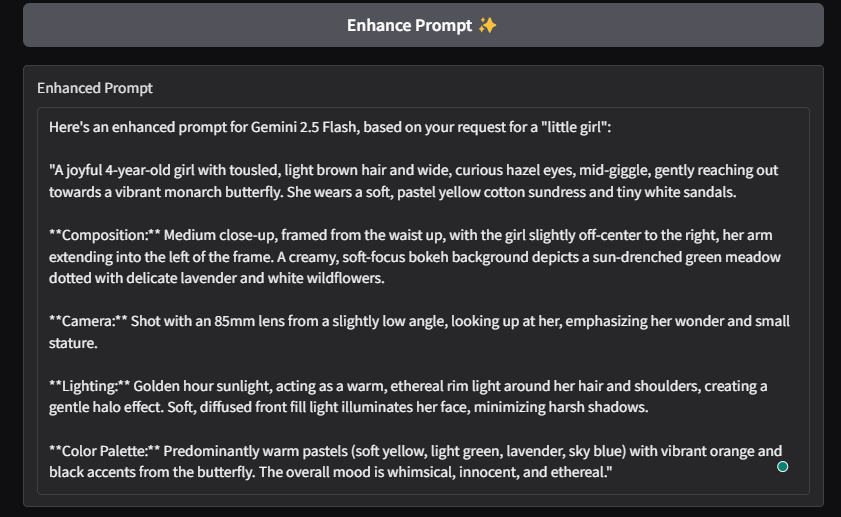 Enhance Prompt ✨
Enhanced Prompt
Here's an enhanced prompt for Gemini 2.5 Flash, based on your request for a "little girl":
"A joyful 4-year-old girl with tousled, light brown hair and wide, curious hazel eyes, mid-giggle, gently reaching out
towards a vibrant monarch butterfly. She wears a soft, pastel yellow cotton sundress and tiny white sandals.
**Composition:** Medium close-up, framed from the waist up, with the girl slightly off-center to the right, her arm
extending into the left of the frame. A creamy, soft-focus bokeh background depicts a sun-drenched green meadow
dotted with delicate lavender and white wildflowers.
**Camera:** Shot with an 85mm lens from a slightly low angle, looking up at her, emphasizing her wonder and small
stature.
**Lighting:** Golden hour sunlight, acting as a warm, ethereal rim light around her hair and shoulders, creating a
gentle halo effect. Soft, diffused front fill light illuminates her face, minimizing harsh shadows.
**Color Palette:** Predominantly warm pastels (soft yellow, light green, lavender, sky blue) with vibrant orange and
black accents from the butterfly. The overall mood is whimsical, innocent, and ethereal."